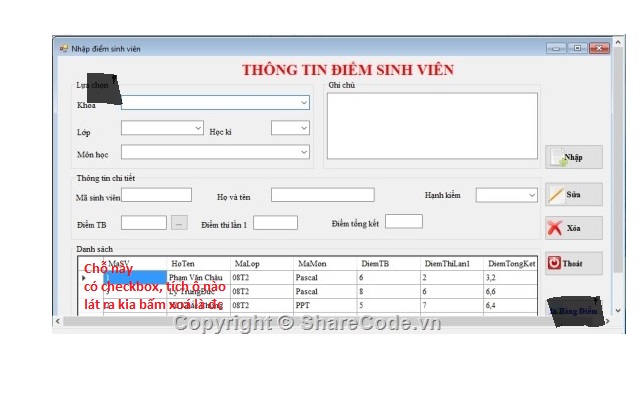 Nhập điểm sinh viên
THÔNG TIN ĐIỂM SINH VIÊN
Lựa chọn
Ghi chú
Khoa
Lớp
Học kì
Môn học
Nhập
Thông tin chi tiết
Mã sinh viên
Họ và tên
Hạnh kiểm
Sửa
Điểm TB
...
Điểm thi lần 1
Điểm tổng kết
Xóa
Danh sách
MaSV HoTen MaLop MaMon DiemTB DiemThiLan1 DiemTongKet
Thoát
Chỗ này
có checkbox, tích ô nào
lát ra kia bấm xoá là đc
Phạm Văn Châu 08T2 Pascal 6 2 3,2
Lý Trung Đức 08T2 Pascal 8 6 6,6
08T2 PPT 5 7 6,4
In Bảng Điểm
Copyright © ShareCode.vn